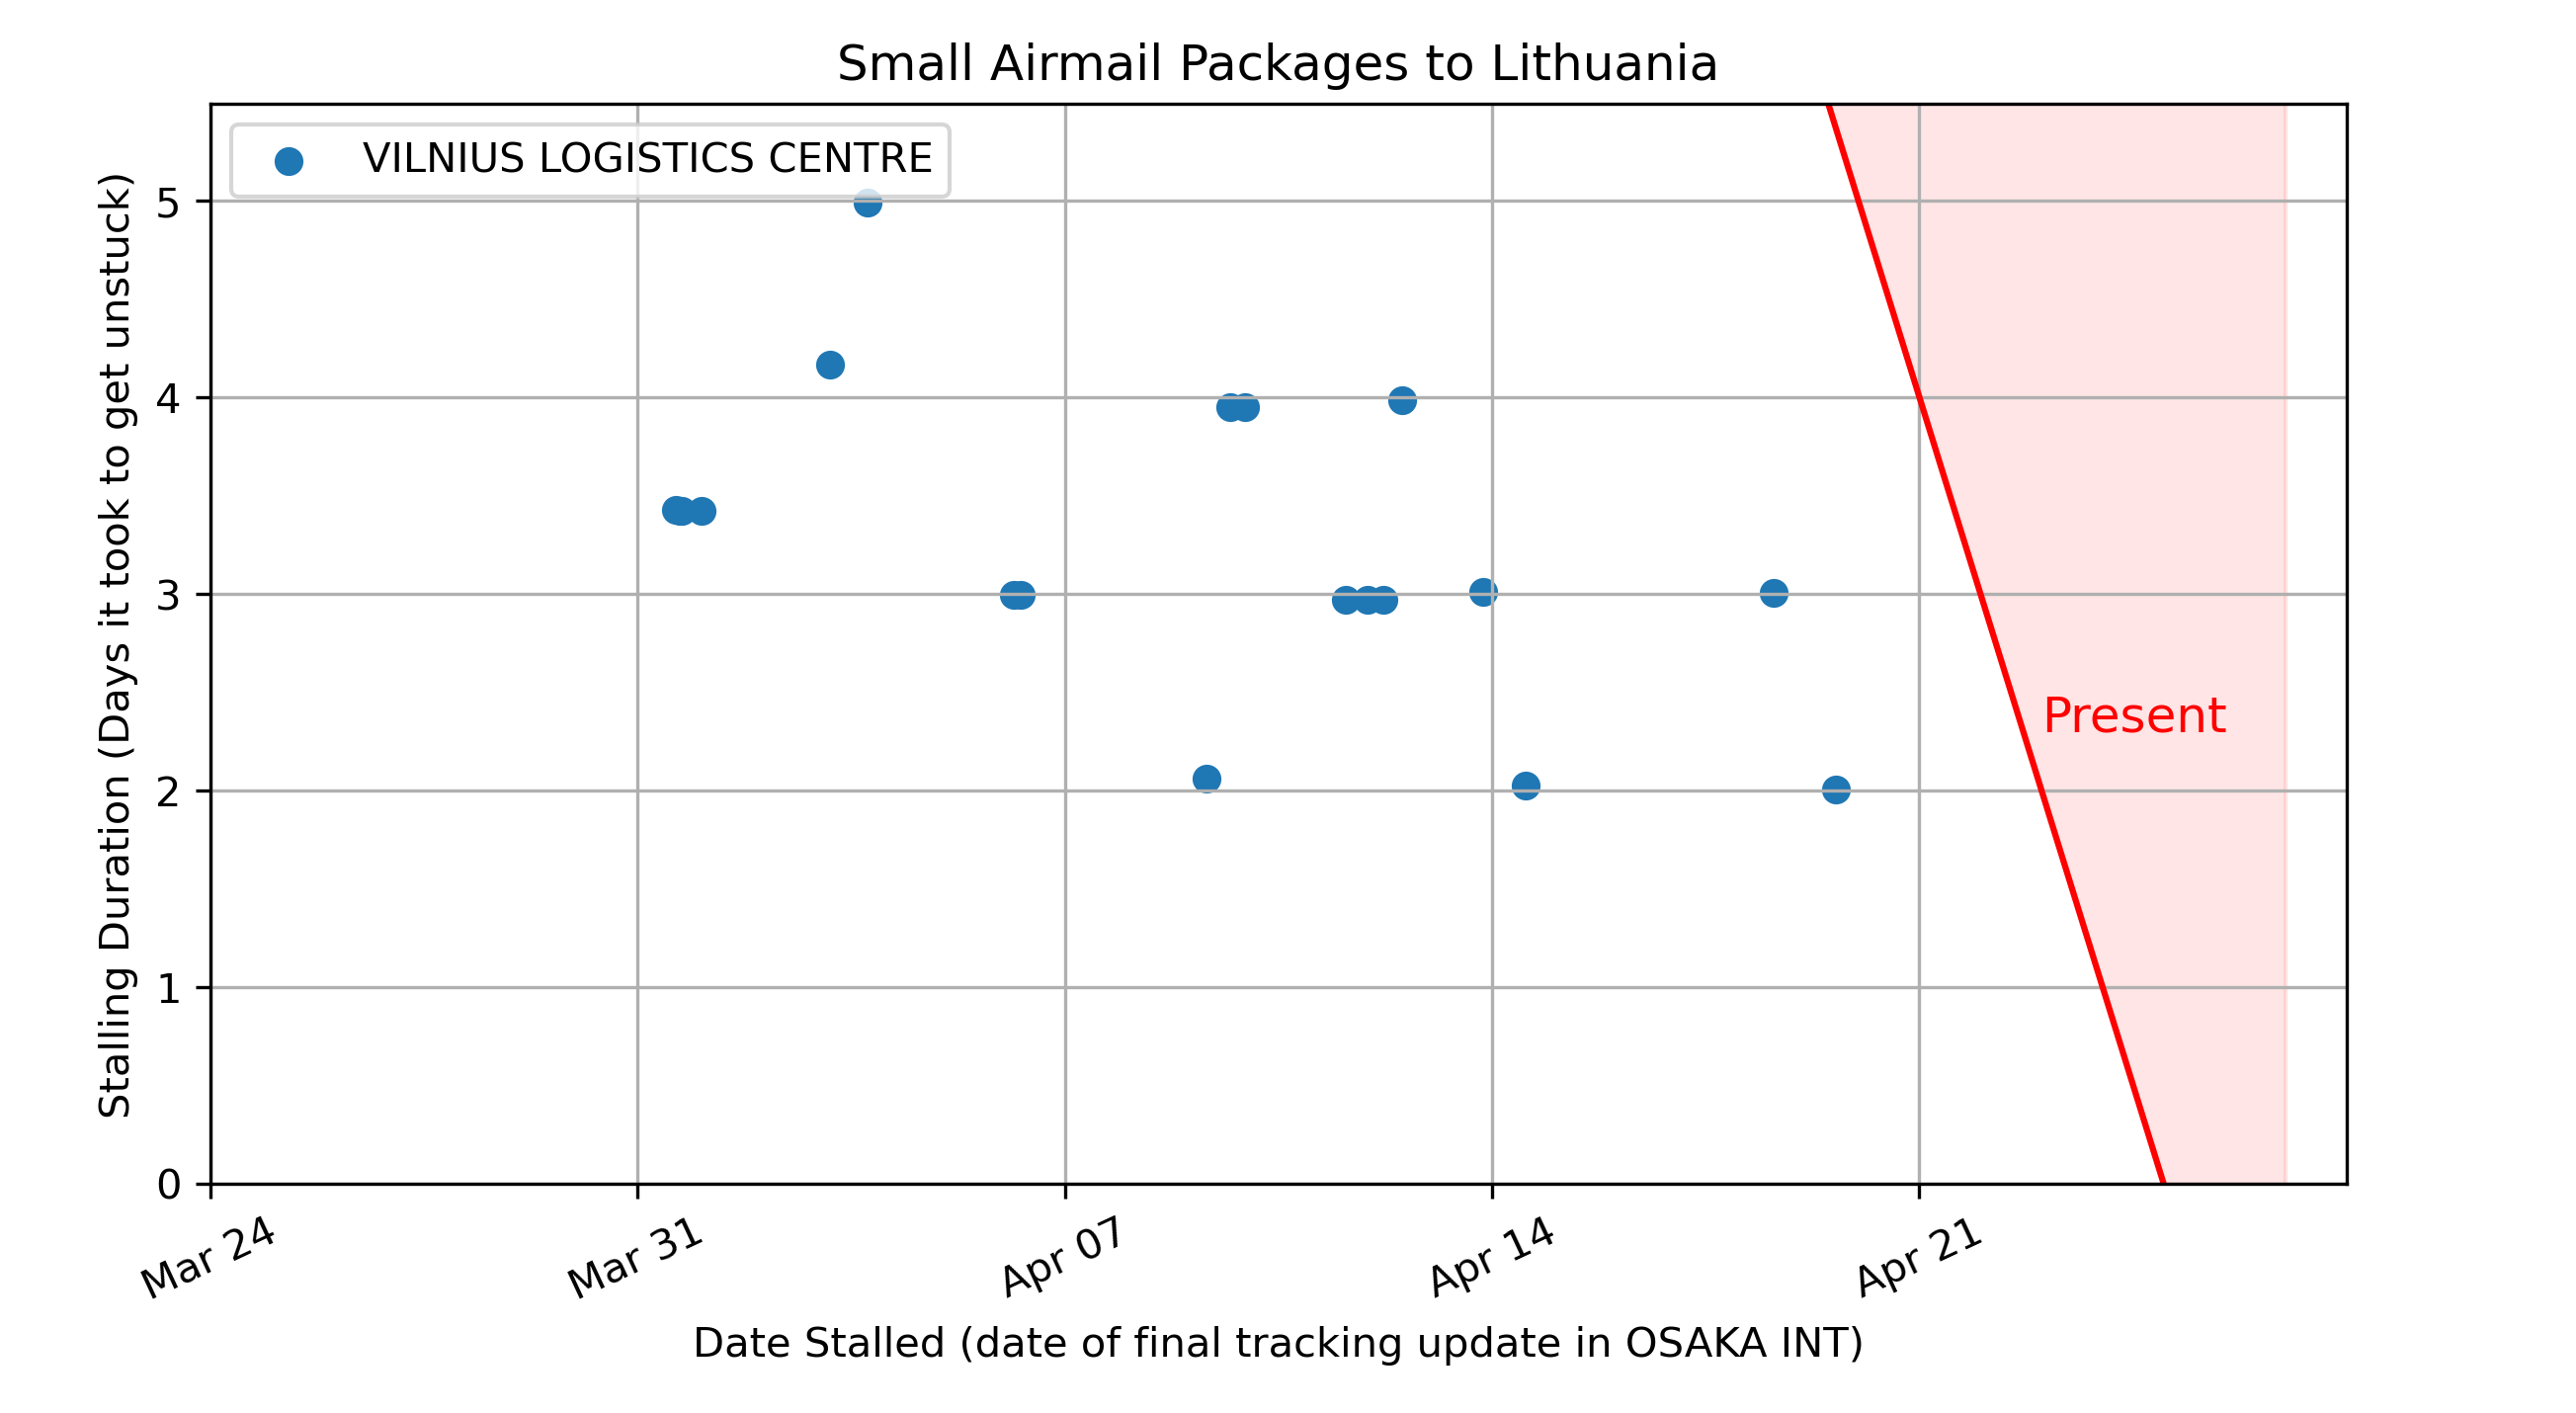 Small Airmail Packages to Lithuania
VILNIUS LOGISTICS CENTRE
Stalling Duration (Days it took to get unstuck)
5
4
3
2
1
0
Present
Mar 24
Mar 31
Apr 07
Apr 14
Apr 21
Date Stalled (date of final tracking update in OSAKA INT)